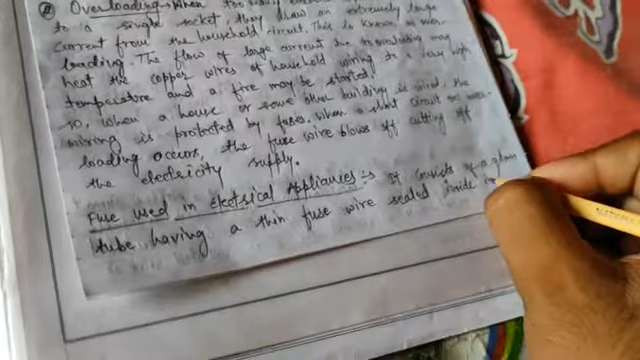 Overloading - When too many
to a single socket, they draw an extremely large
current from the household circuit. This is known as over
loading. The flow of large current due to overloading may
heat the copper wires of household wiring to a very high
temperature and a fire may be started.
so, when a house or some other building is wired, the
wiring is protected by fuses. When a short circuit or over-
loading occurs, the fuse wire blows off cutting off
the electricity supply.
Fuse used in Electrical Appliances :- It consists of a glass
tube having a thin fuse wire sealed inside